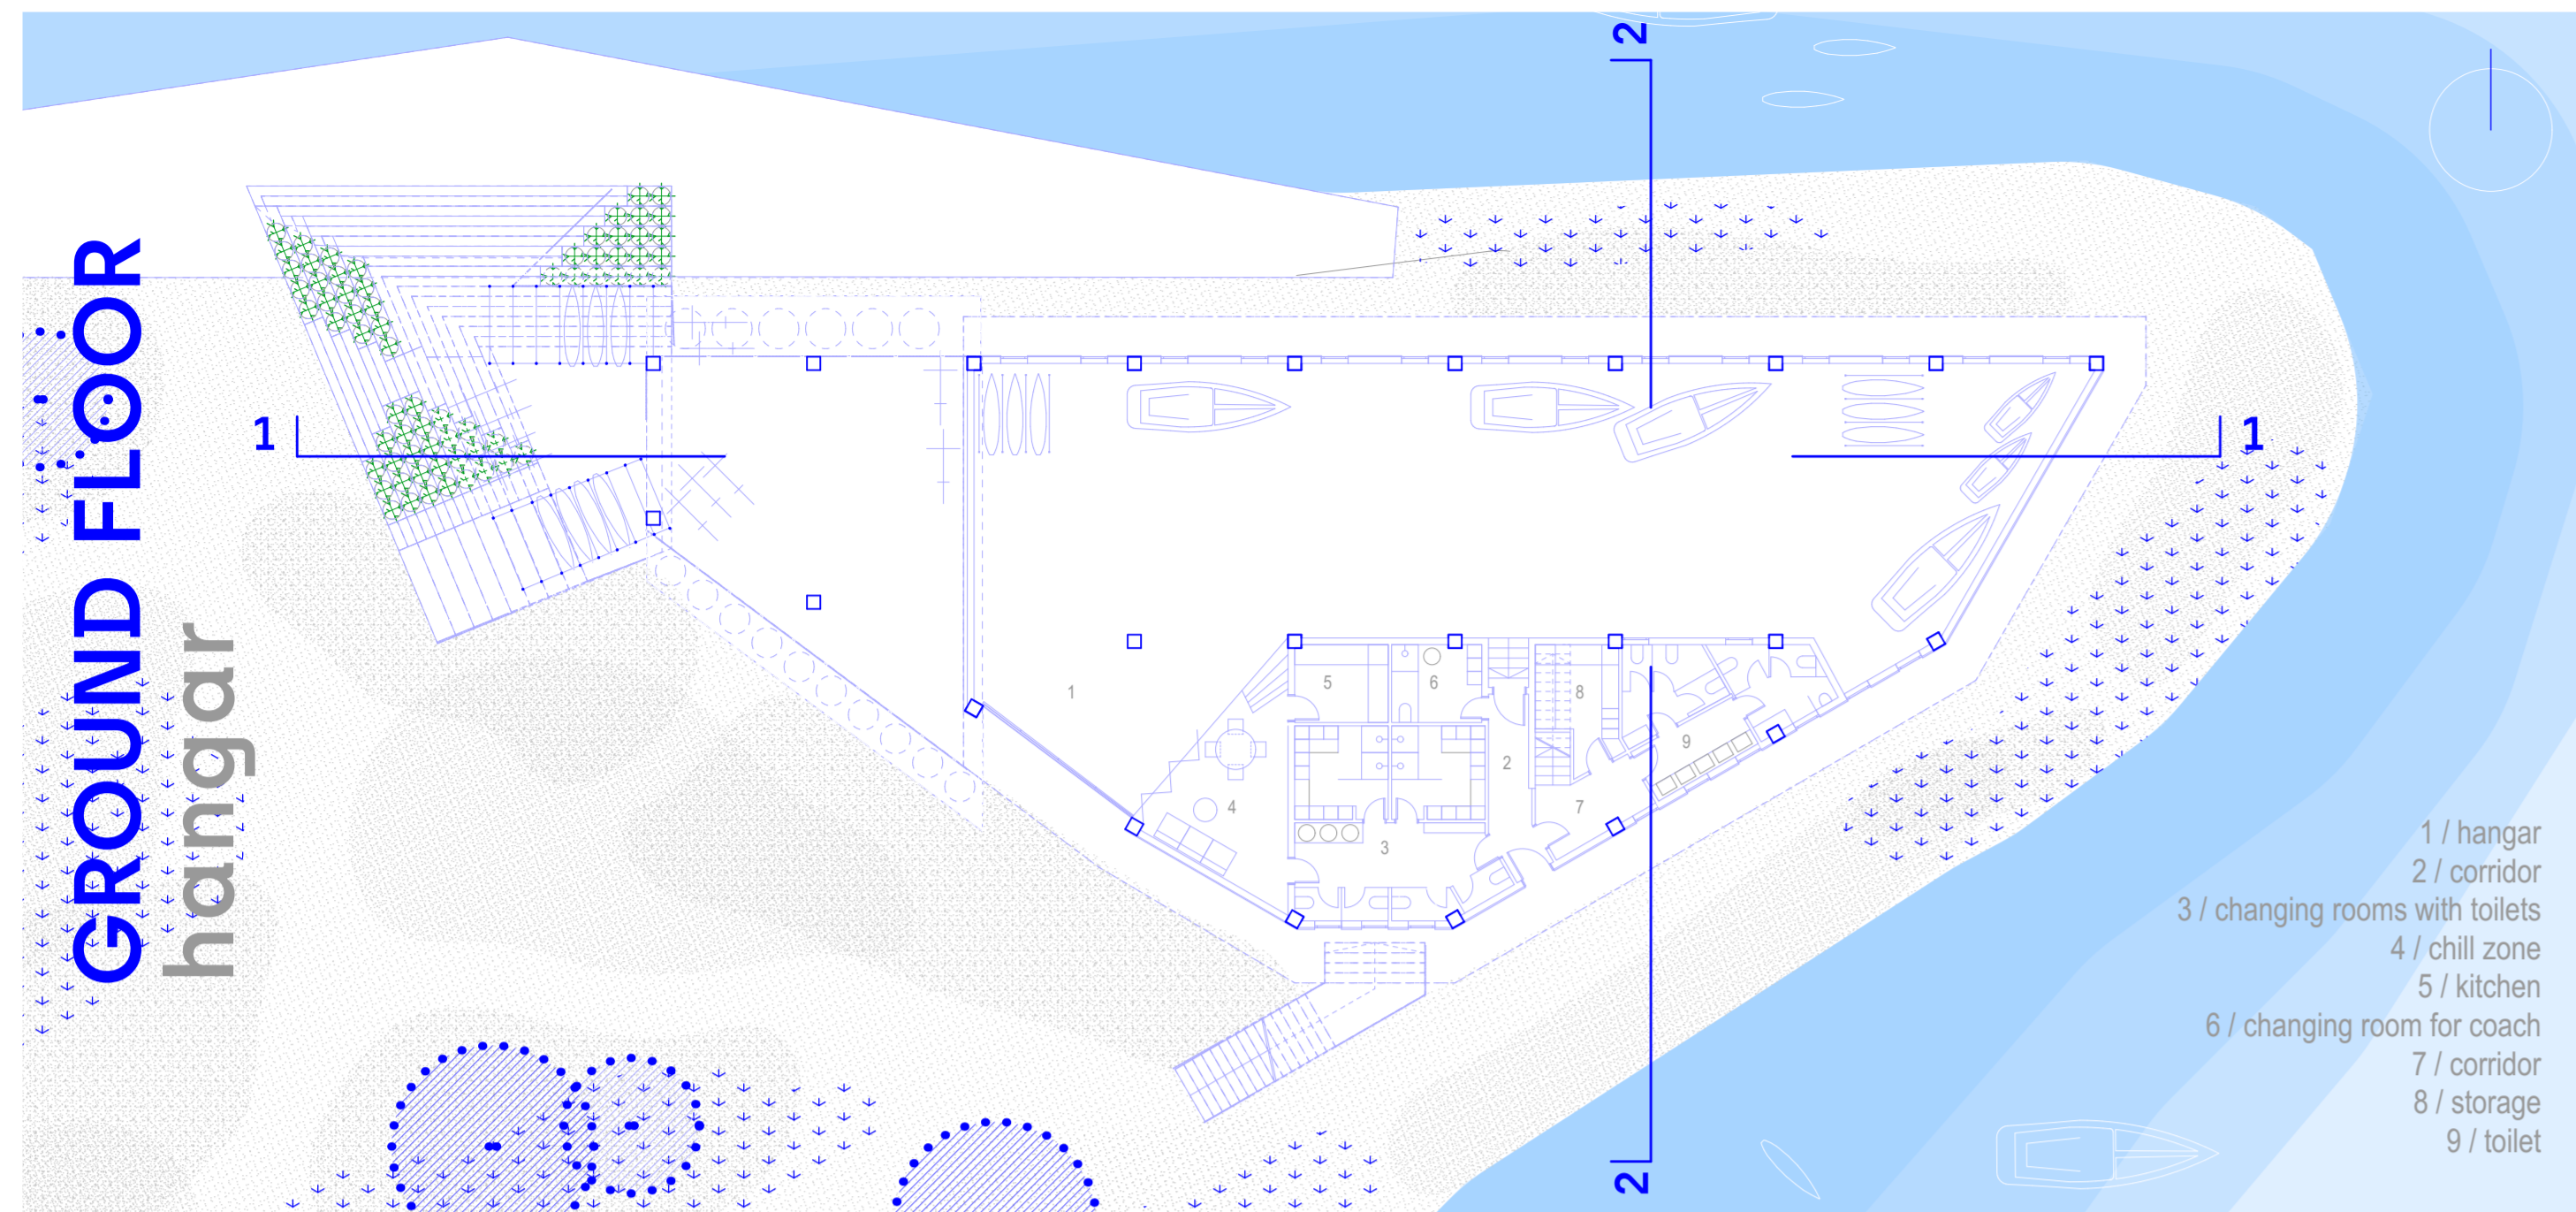 GROUND FLOOR
hangar
2
1
1
1
5
6
8
2
9
4
7
3
2
1 / hangar
2 / corridor
3 / changing rooms with toilets
4 / chill zone
5 / kitchen
6 / changing room for coach
7 / corridor
8 / storage
9 / toilet